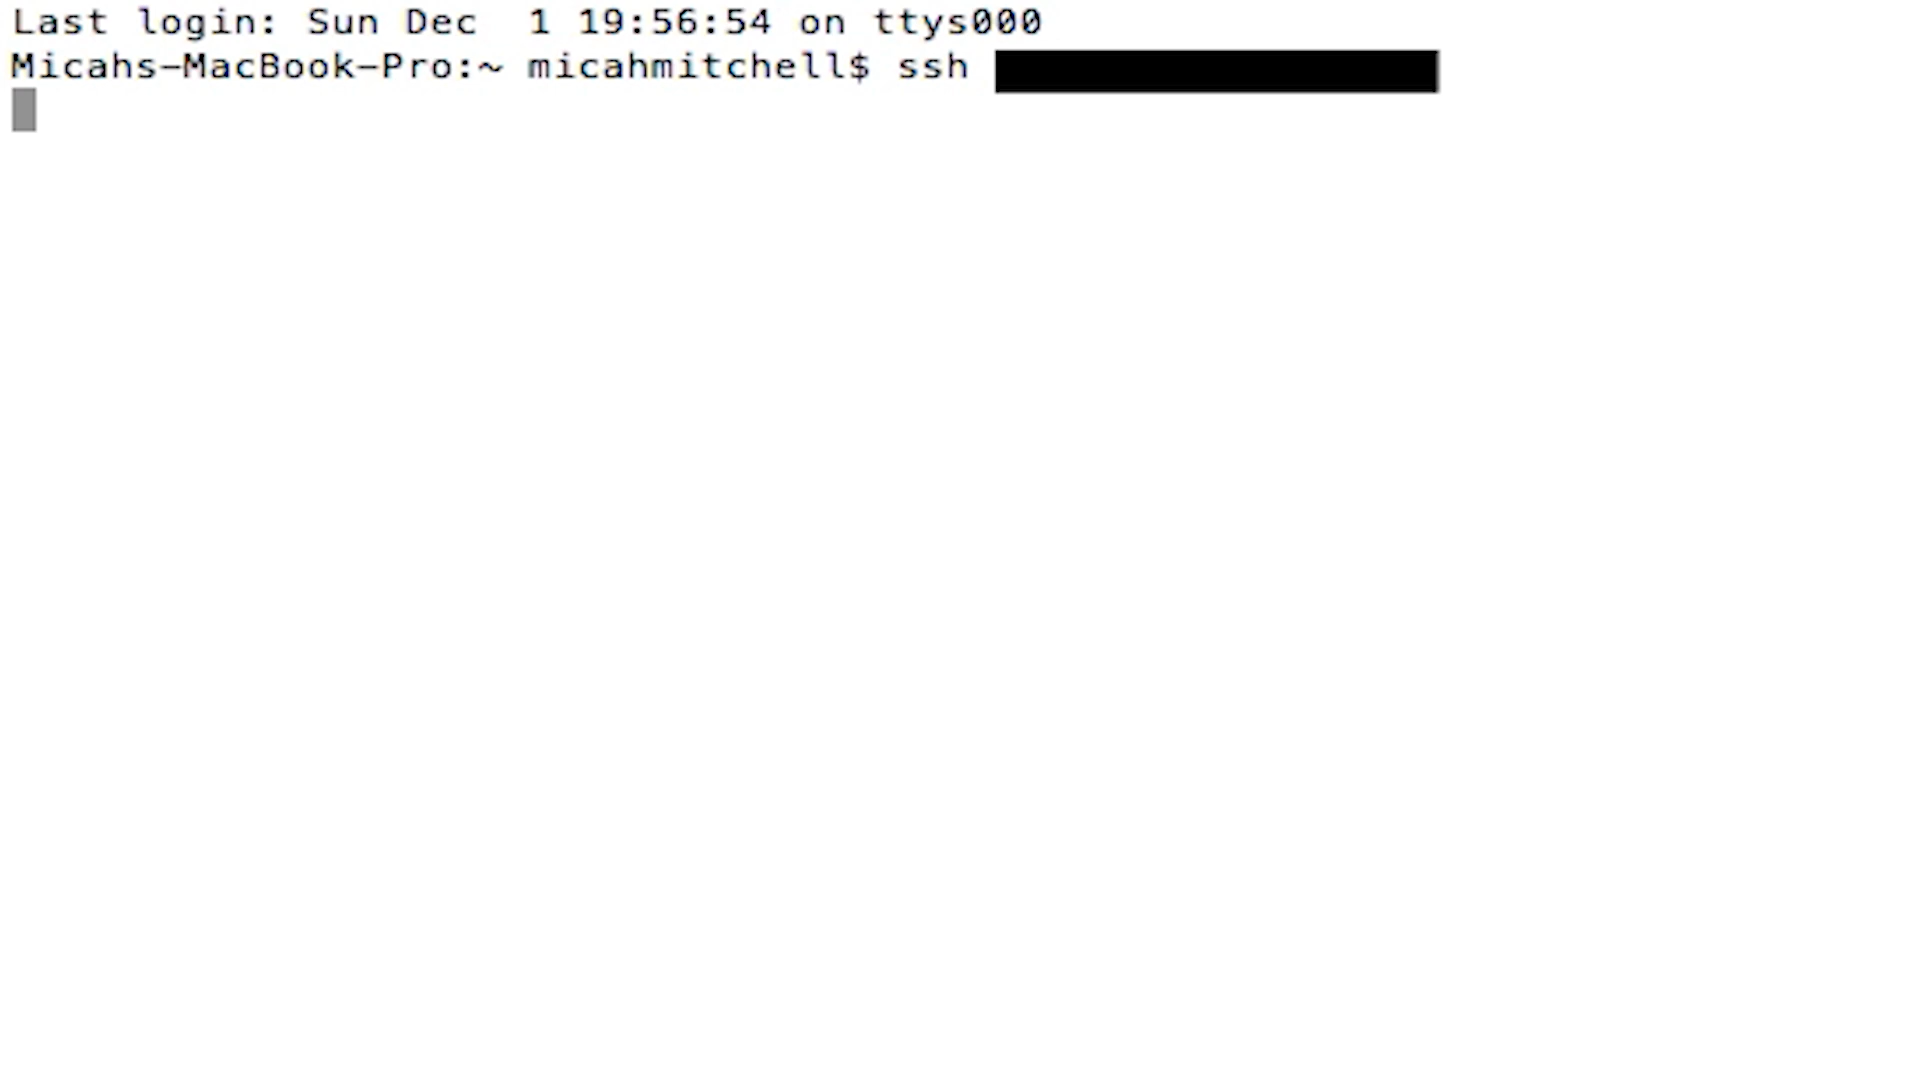 Last login: Sun Dec  1 19:56:54 on ttys000
Micahs-MacBook-Pro:~ micahmitchell$ ssh